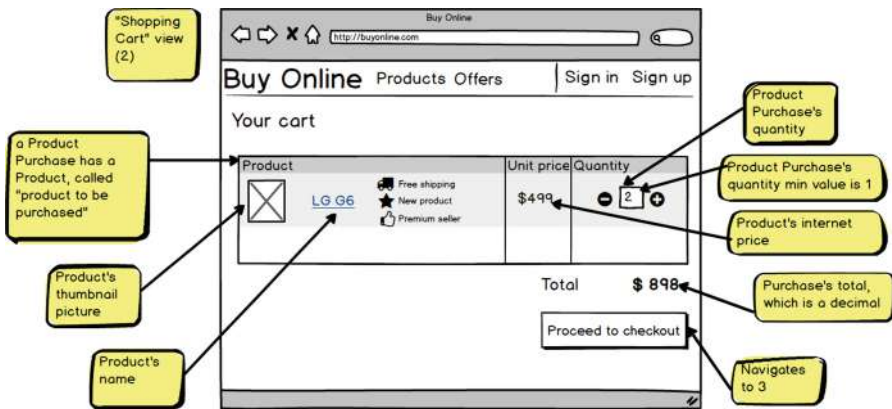 "Shopping
Cart" view
(2)
Buy Online
http://buyonline.com
Buy Online Products Offers Sign in Sign up
Your cart
Product Unit price Quantity
LG G6
Free shipping
New product
Premium seller
$499 2
Total $ 898
Proceed to checkout
a Product
Purchase has a
Product, called
"product to be
purchased"
Product's
thumbnail
picture
Product's
name
Product
Purchase's
quantity
Product Purchase's
quantity min value is 1
Product's internet
price
Purchase's total,
which is a decimal
Navigates
to 3